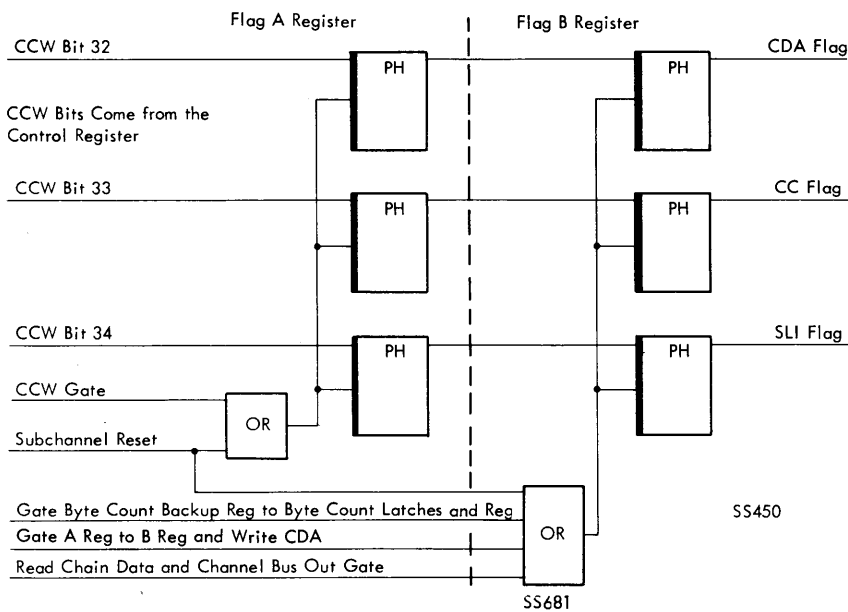 Flag A Register
Flag B Register
CCW Bit 32
PH
PH
CDA Flag
CCW Bits Come from the
Control Register
CCW Bit 33
PH
PH
CC Flag
CCW Bit 34
PH
PH
SLI Flag
CCW Gate
OR
Subchannel Reset
Gate Byte Count Backup Reg to Byte Count Latches and Reg
SS450
Gate A Reg to B Reg and Write CDA
OR
Read Chain Data and Channel Bus Out Gate
SS681